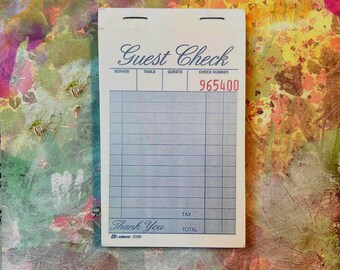 Guest Check
SERVER TABLE GUESTS CHECK NUMBER
965400
TAX
Thank You TOTAL